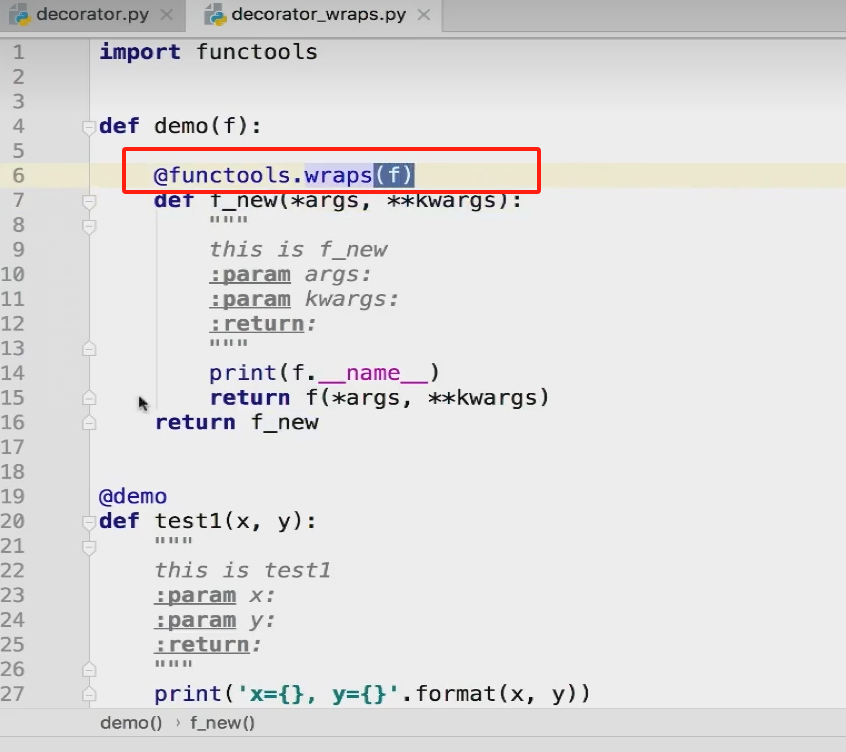 decorator.py
decorator_wraps.py
1 import functools
2
3
4 def demo(f):
5
6     @functools.wraps(f)
7     def f_new(*args, **kwargs):
8         """
9         this is f_new
10         :param args:
11         :param kwargs:
12         :return:
13         """
14         print(f.__name__)
15         return f(*args, **kwargs)
16     return f_new
17
18
19 @demo
20 def test1(x, y):
21     """
22     this is test1
23     :param x:
24     :param y:
25     :return:
26     """
27     print('x={}, y={}'.format(x, y))
demo() › f_new()